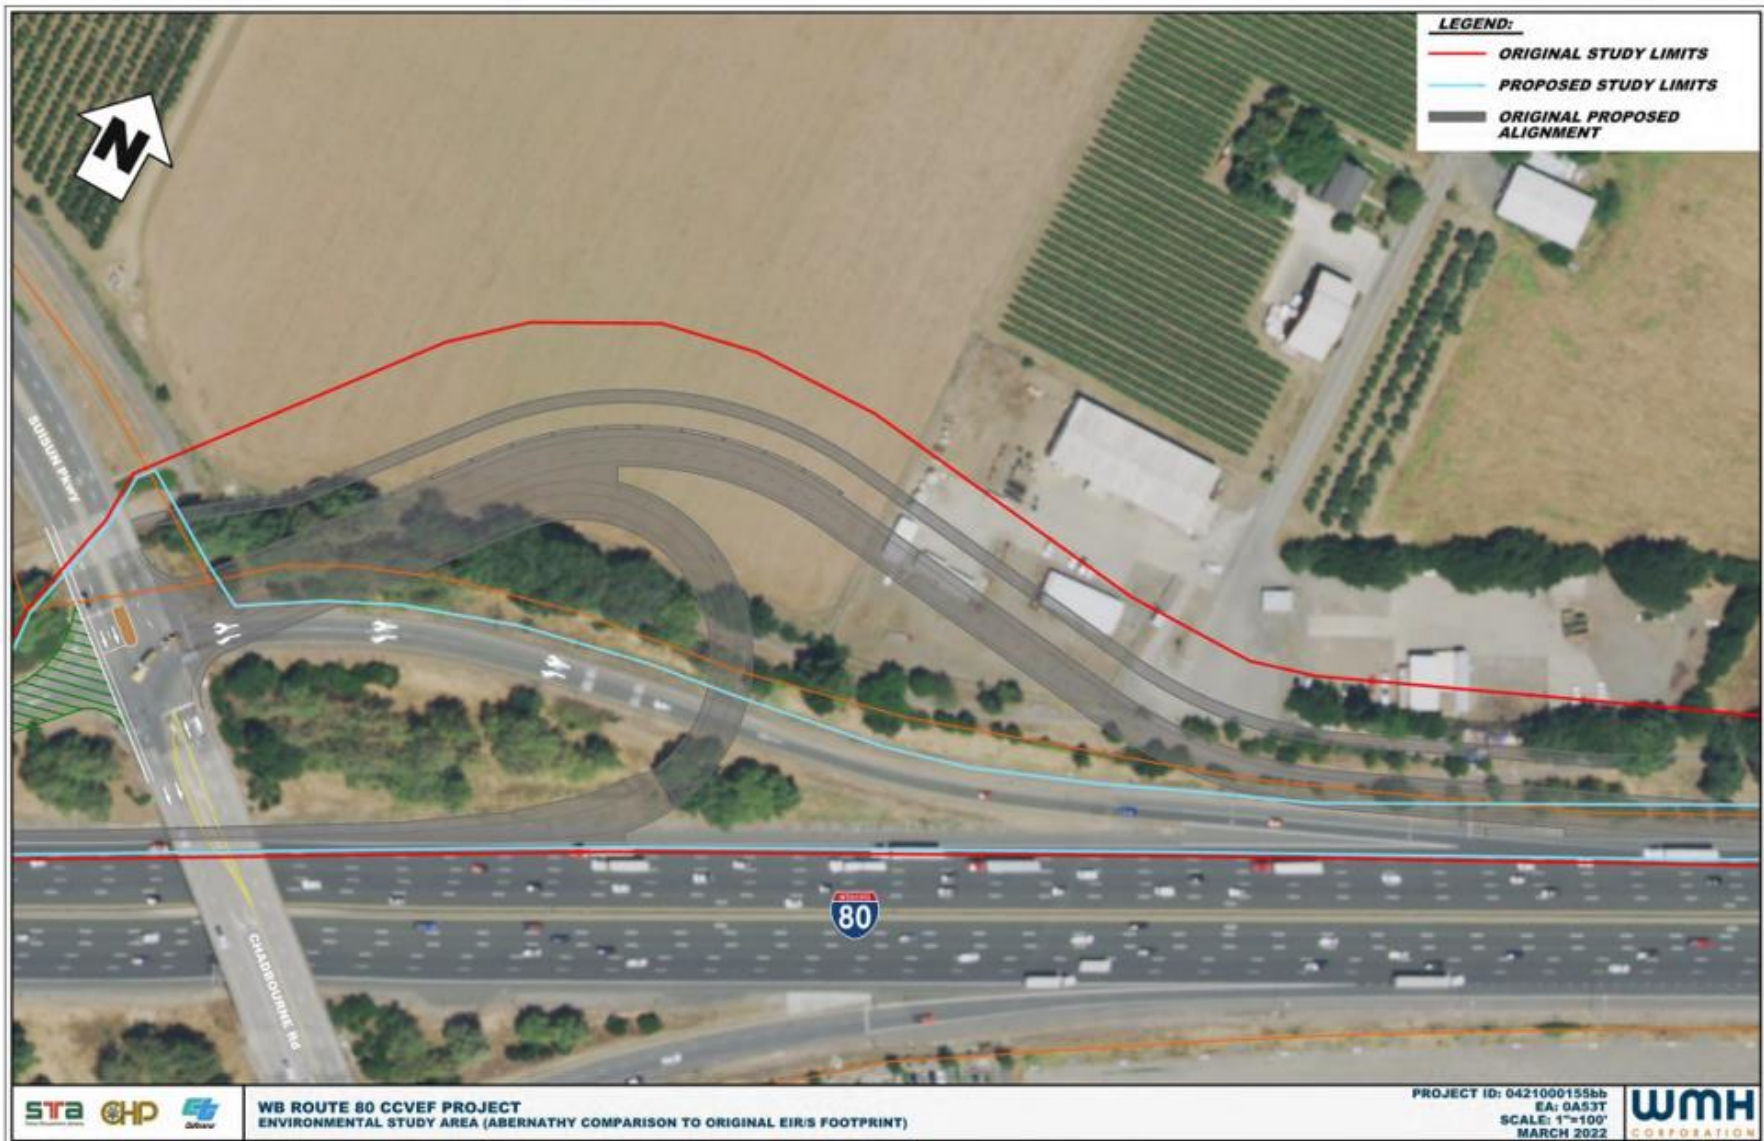 LEGEND:
ORIGINAL STUDY LIMITS
PROPOSED STUDY LIMITS
ORIGINAL PROPOSED
ALIGNMENT
N
SUISUN Pkwy
CHADBOURNE Rd
INTERSTATE
80
STa
CHP
Ct
WB ROUTE 80 CCVEF PROJECT
ENVIRONMENTAL STUDY AREA (ABERNATHY COMPARISON TO ORIGINAL EIR/S FOOTPRINT)
PROJECT ID: 0421000155bb
EA: 0A53T
SCALE: 1"=100'
MARCH 2022
WMH
CORPORATION